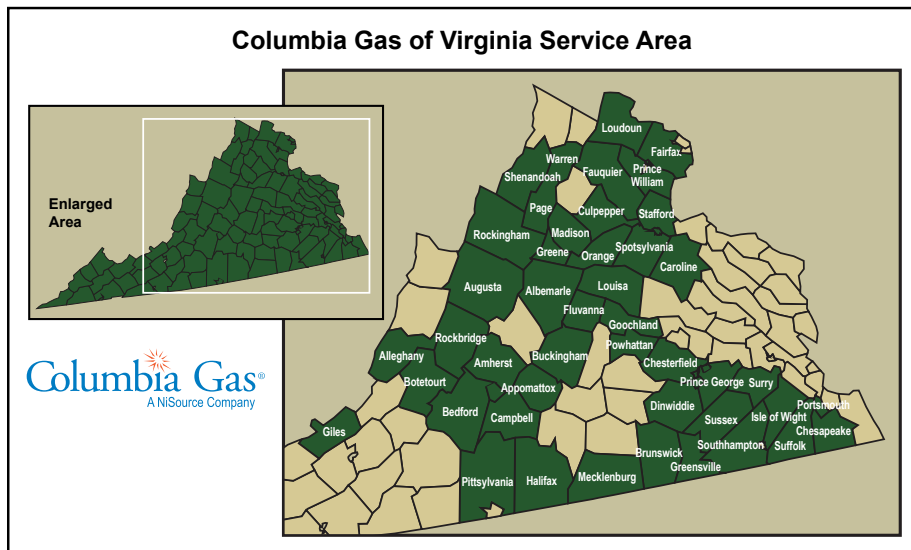 Columbia Gas of Virginia Service Area
Enlarged
Area
Columbia Gas®
A NiSource Company
Loudoun
Fairfax
Warren
Fauquier
Prince
William
Shenandoah
Page
Culpepper
Stafford
Madison
Rockingham
Spotsylvania
Greene
Orange
Caroline
Augusta
Albemarle
Louisa
Fluvanna
Goochland
Rockbridge
Powhattan
Alleghany
Amherst
Buckingham
Chesterfield
Botetourt
Appomattox
Prince George
Surry
Bedford
Campbell
Dinwiddie
Isle of Wight
Portsmouth
Sussex
Chesapeake
Giles
Southhampton
Suffolk
Brunswick
Greensville
Pittsylvania
Halifax
Mecklenburg